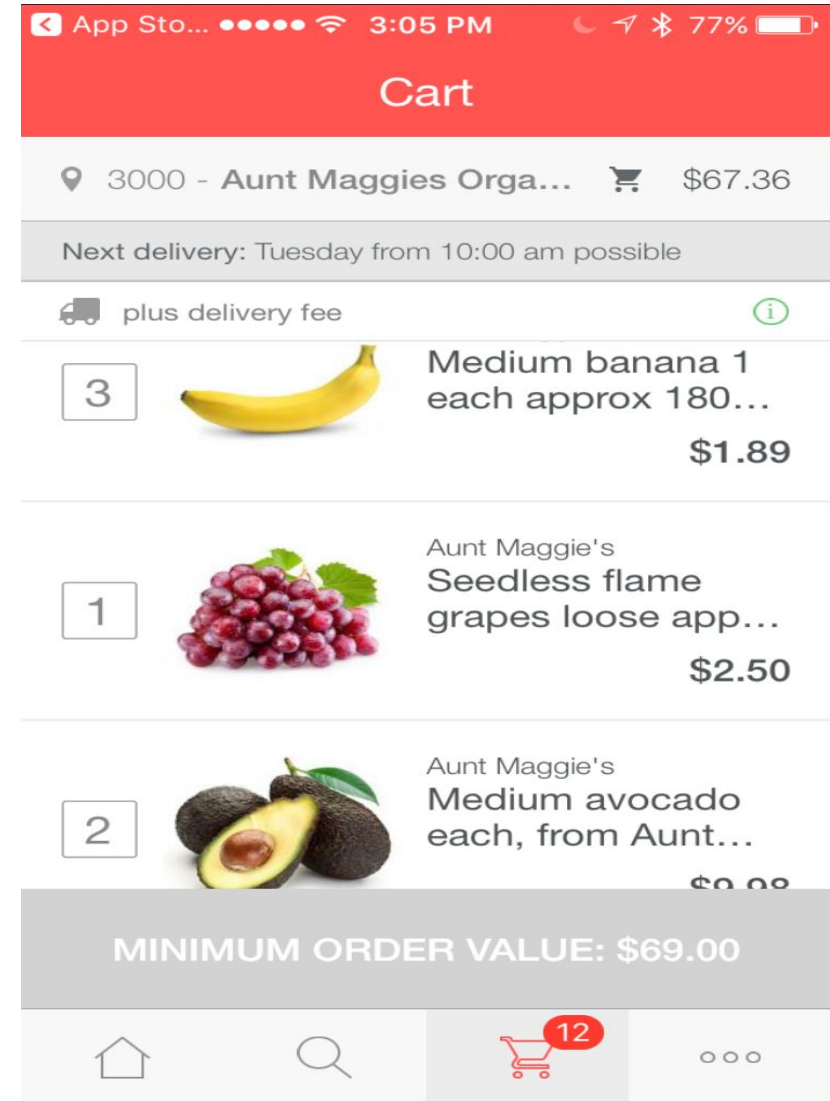 App Sto... 3:05 PM 77%
Cart
3000 - Aunt Maggies Orga... $67.36
Next delivery: Tuesday from 10:00 am possible
plus delivery fee
3
Medium banana 1
each approx 180...
$1.89
Aunt Maggie's
1
Seedless flame
grapes loose app...
$2.50
Aunt Maggie's
2
Medium avocado
each, from Aunt...
MINIMUM ORDER VALUE: $69.00
12